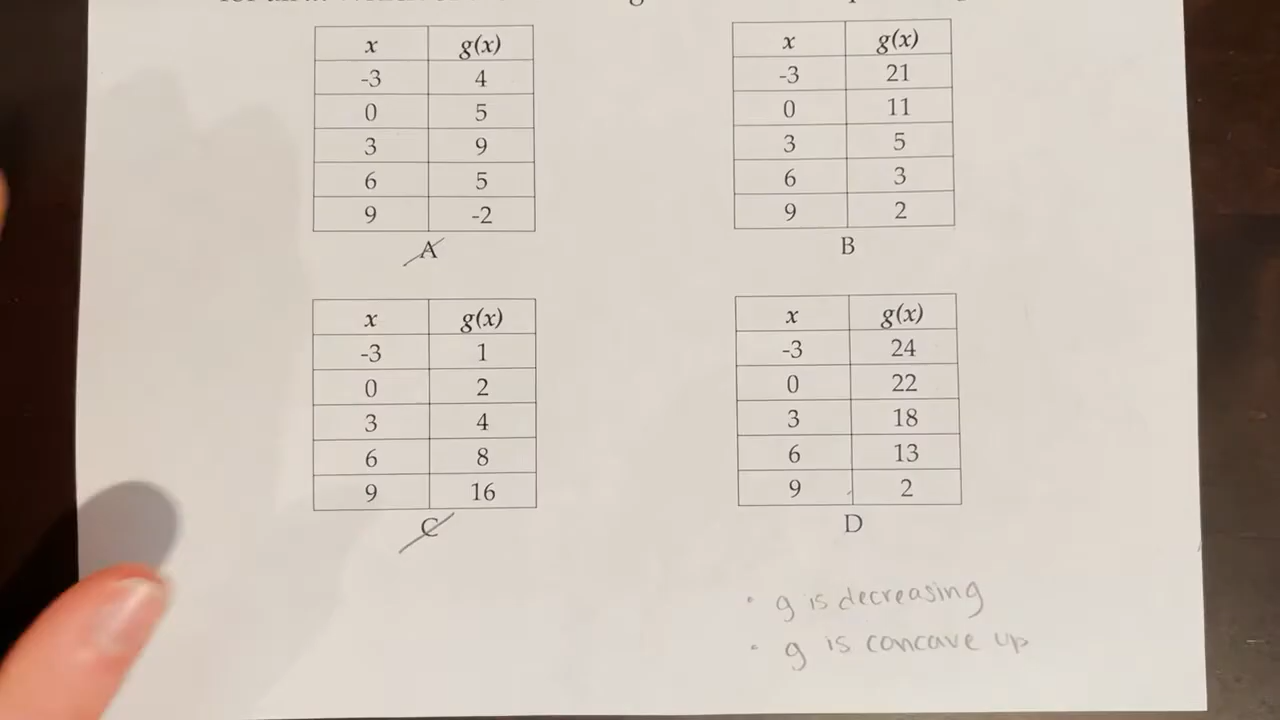 x g(x)
-3 4
0 5
3 9
6 5
9 -2
A
x g(x)
-3 21
0 11
3 5
6 3
9 2
B
x g(x)
-3 1
0 2
3 4
6 8
9 16
C
x g(x)
-3 24
0 22
3 18
6 13
9 2
D
• g is decreasing
• g is concave up